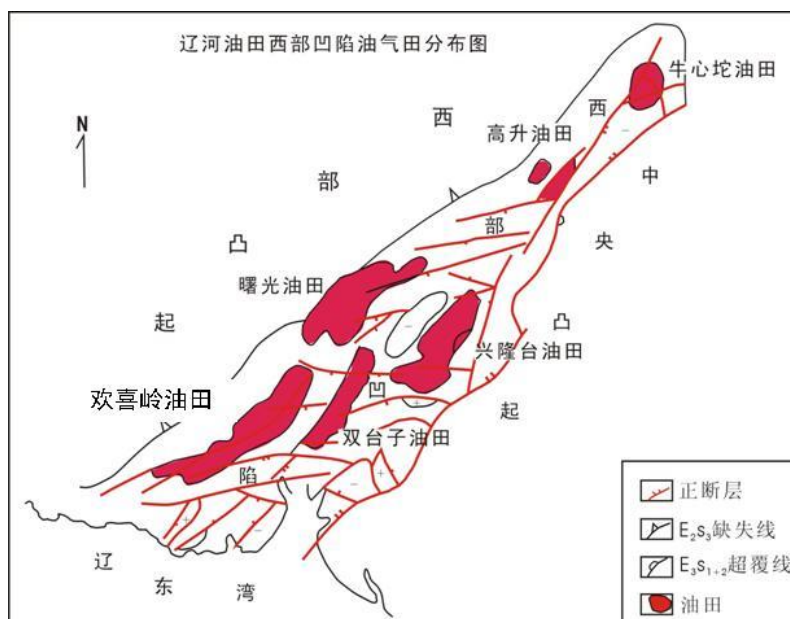 辽河油田西部凹陷油气田分布图
牛心坨油田
N
西部凸起
高升油田
西部凹陷
中央凸起
曙光油田
兴隆台油田
欢喜岭油田
双台子油田
辽东湾
正断层
E₂S₃缺失线
E₃S₁₊₂超覆线
油田